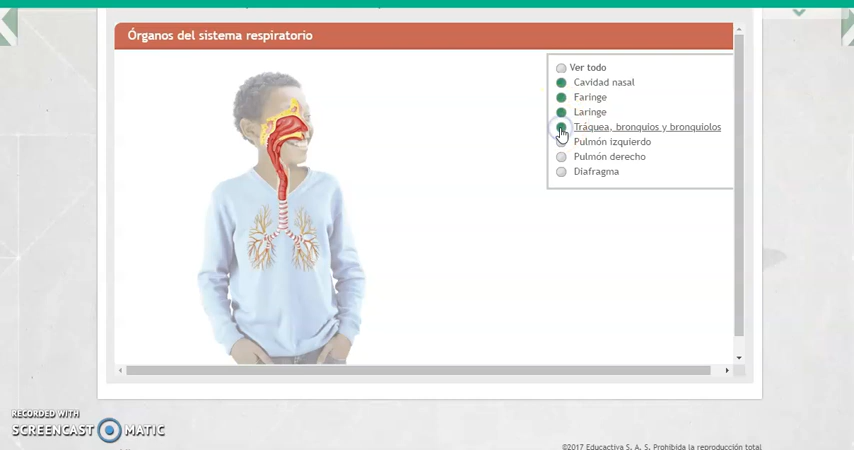 Órganos del sistema respiratorio
Ver todo
Cavidad nasal
Faringe
Laringe
Tráquea, bronquios y bronquiolos
Pulmón izquierdo
Pulmón derecho
Diafragma
RECORDED WITH
SCREENCAST MATIC
©2017 Educactiva S. A. S. Prohibida la reproducción total